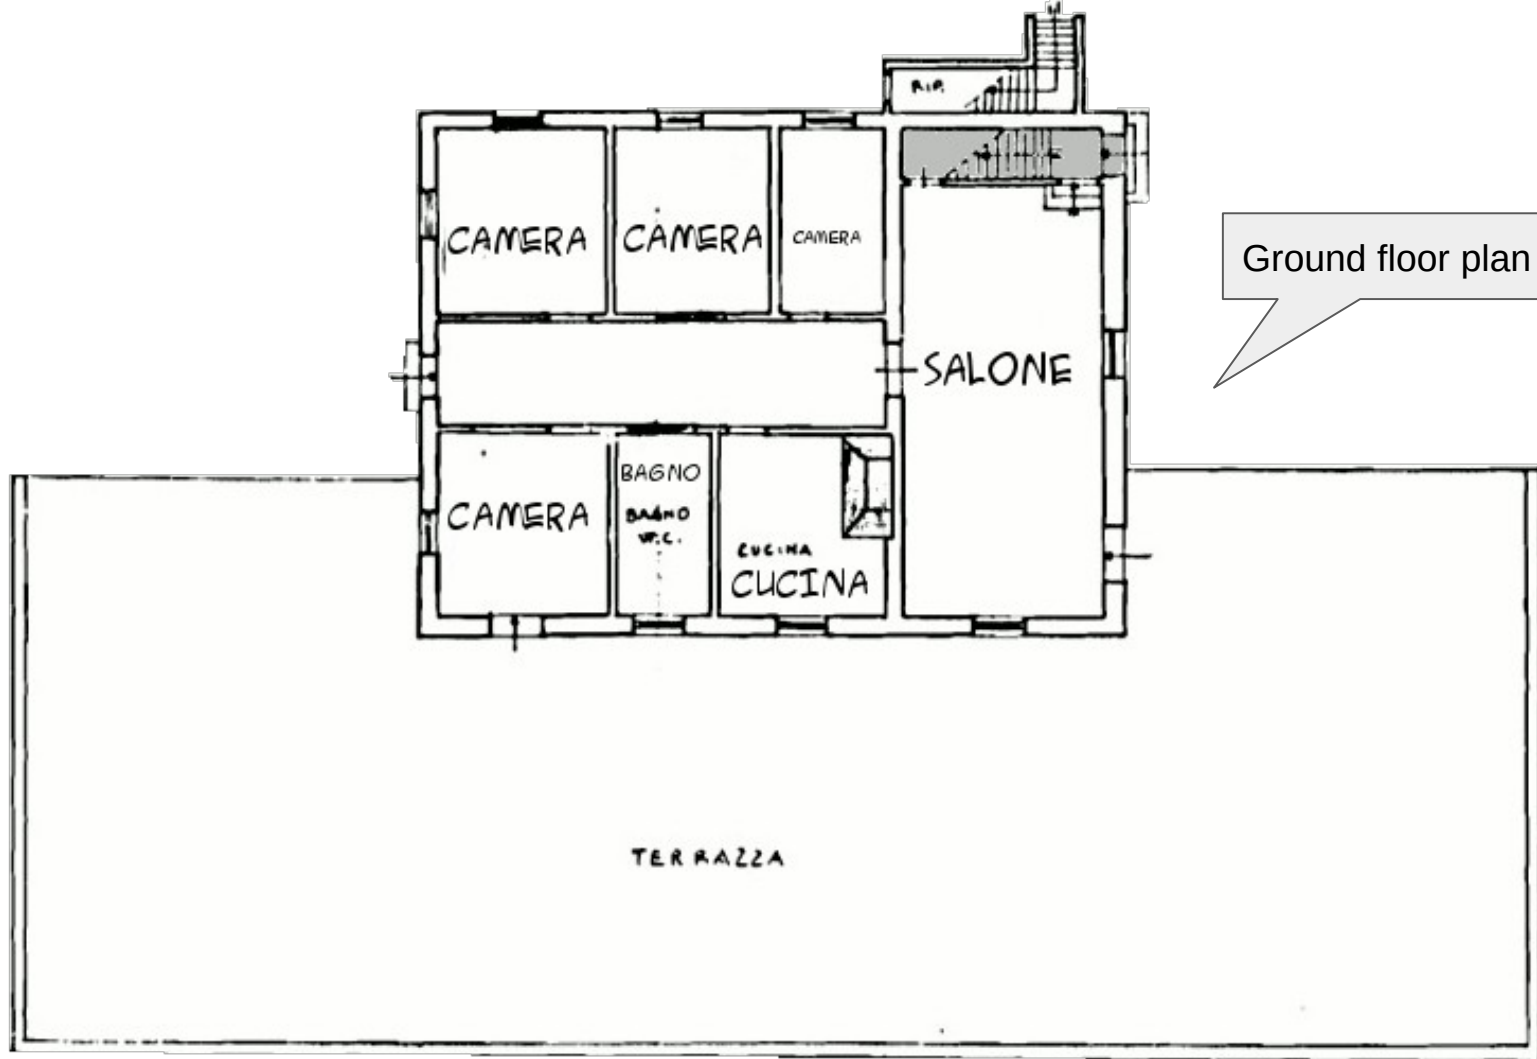 RIP.
CAMERA
CAMERA
CAMERA
Ground floor plan
SALONE
BAGNO
CAMERA
BAGNO
W.C.
CUCINA
CUCINA
TERRAZZA